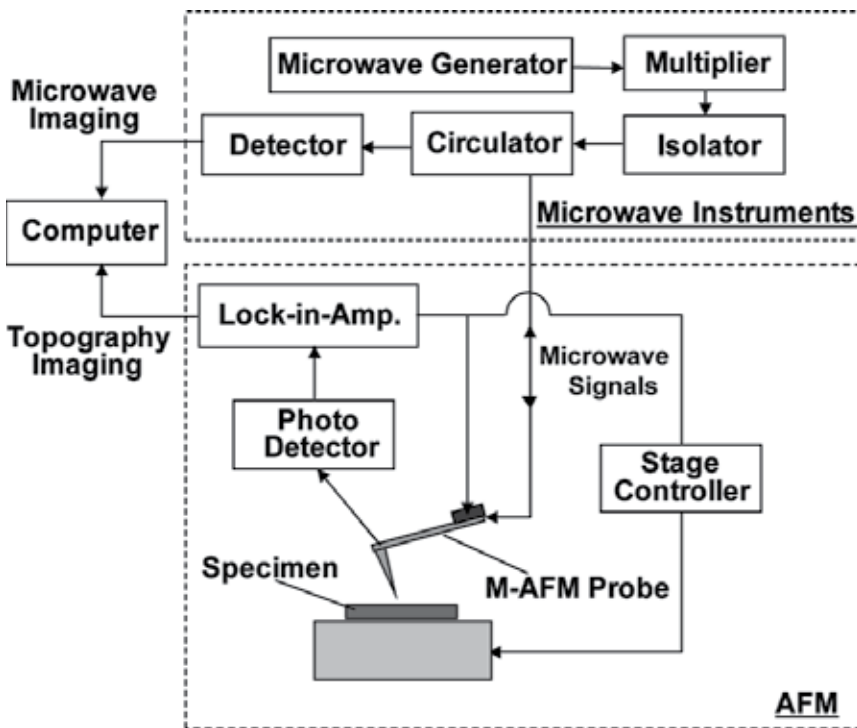 Microwave Generator
Multiplier
Microwave
Imaging
Detector
Circulator
Isolator
Microwave Instruments
Computer
Lock-in-Amp.
Topography
Imaging
Microwave
Signals
Photo
Detector
Stage
Controller
Specimen
M-AFM Probe
AFM